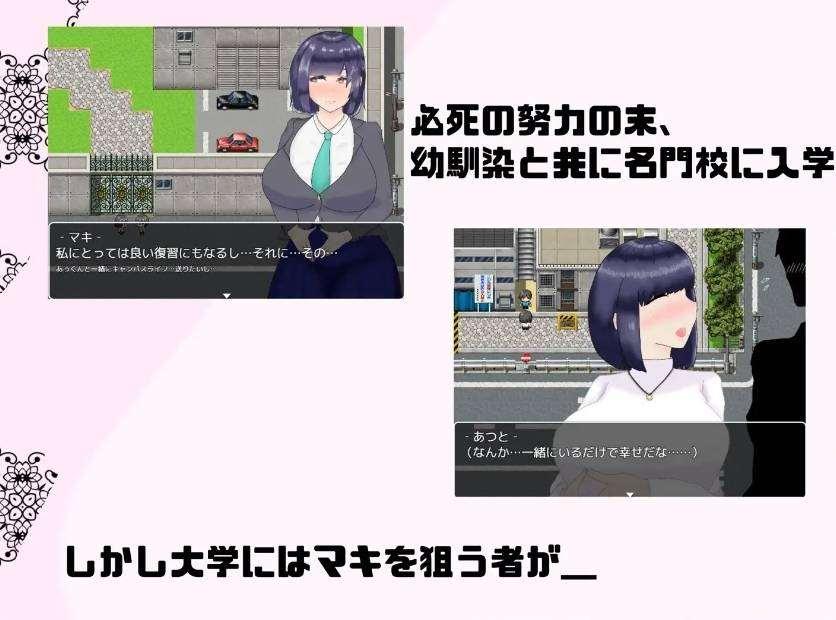 必死の努力の末、
幼馴染と共に名門校に入学
- マキ -
私にとっては良い復習にもなるし…それに…その…
あっくんと一緒にキャンパスライフ…送りたいし…
- あつと -
（なんか…一緒にいるだけで幸せだな……）
しかし大学にはマキを狙う者が__